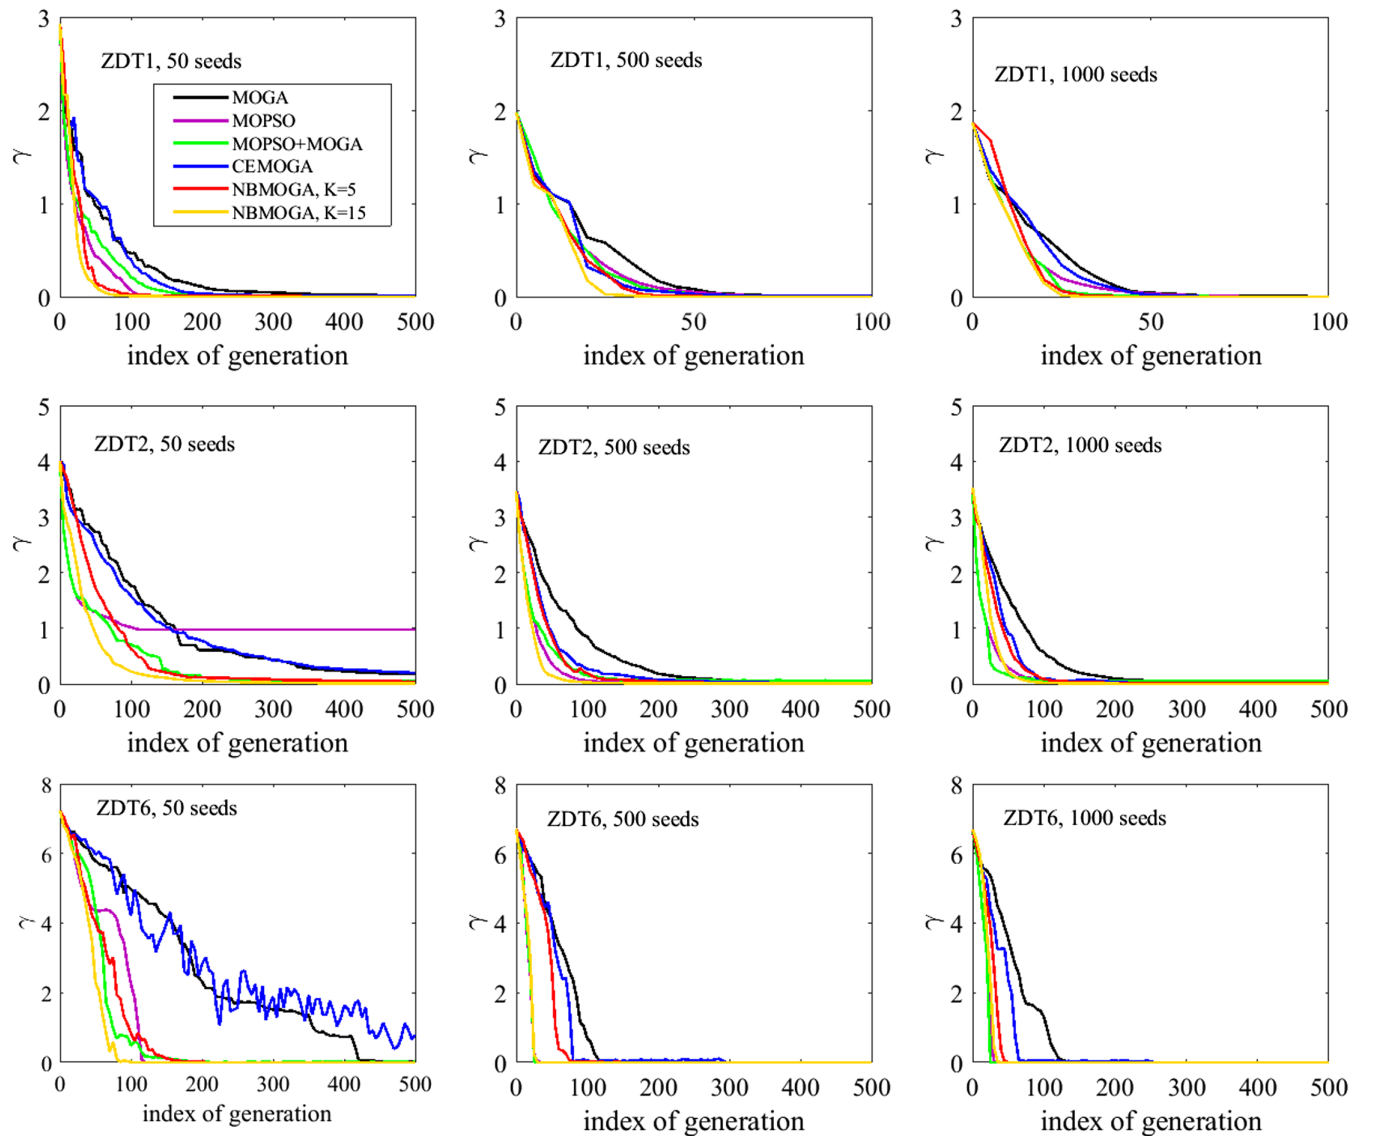 3
2
1
0
γ
ZDT1, 50 seeds
MOGA
MOPSO
MOPSO+MOGA
CEMOGA
NBMOGA, K=5
NBMOGA, K=15
0 100 200 300 400 500
index of generation
3
2
1
0
γ
ZDT1, 500 seeds
0 50 100
index of generation
3
2
1
0
γ
ZDT1, 1000 seeds
0 50 100
index of generation
5
4
3
2
1
0
γ
ZDT2, 50 seeds
0 100 200 300 400 500
index of generation
5
4
3
2
1
0
γ
ZDT2, 500 seeds
0 100 200 300 400 500
index of generation
5
4
3
2
1
0
γ
ZDT2, 1000 seeds
0 100 200 300 400 500
index of generation
8
6
4
2
0
γ
ZDT6, 50 seeds
0 100 200 300 400 500
index of generation
8
6
4
2
0
γ
ZDT6, 500 seeds
0 100 200 300 400 500
index of generation
8
6
4
2
0
γ
ZDT6, 1000 seeds
0 100 200 300 400 500
index of generation